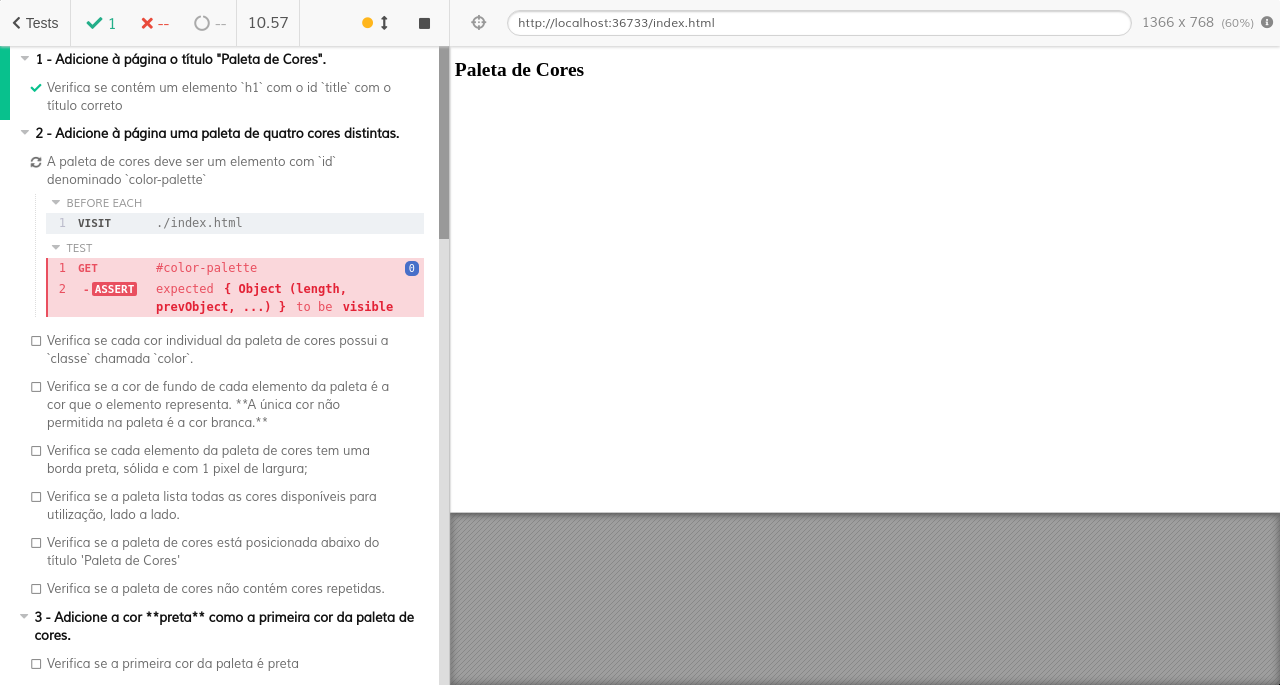 Tests
1
--
--
10.57
http://localhost:36733/index.html
1366 x 768 (60%)
1 - Adicione à página o título "Paleta de Cores".
Verifica se contém um elemento `h1` com o id `title` com o
título correto
2 - Adicione à página uma paleta de quatro cores distintas.
A paleta de cores deve ser um elemento com `id`
denominado `color-palette`
BEFORE EACH
1 VISIT ./index.html
TEST
1 GET #color-palette 0
2 -ASSERT expected { Object (length,
prevObject, ...) } to be visible
Verifica se cada cor individual da paleta de cores possui a
`classe` chamada `color`.
Verifica se a cor de fundo de cada elemento da paleta é a
cor que o elemento representa. **A única cor não
permitida na paleta é a cor branca.**
Verifica se cada elemento da paleta de cores tem uma
borda preta, sólida e com 1 pixel de largura;
Verifica se a paleta lista todas as cores disponíveis para
utilização, lado a lado.
Verifica se a paleta de cores está posicionada abaixo do
título 'Paleta de Cores'
Verifica se a paleta de cores não contém cores repetidas.
3 - Adicione a cor **preta** como a primeira cor da paleta de
cores.
Verifica se a primeira cor da paleta é preta
Paleta de Cores